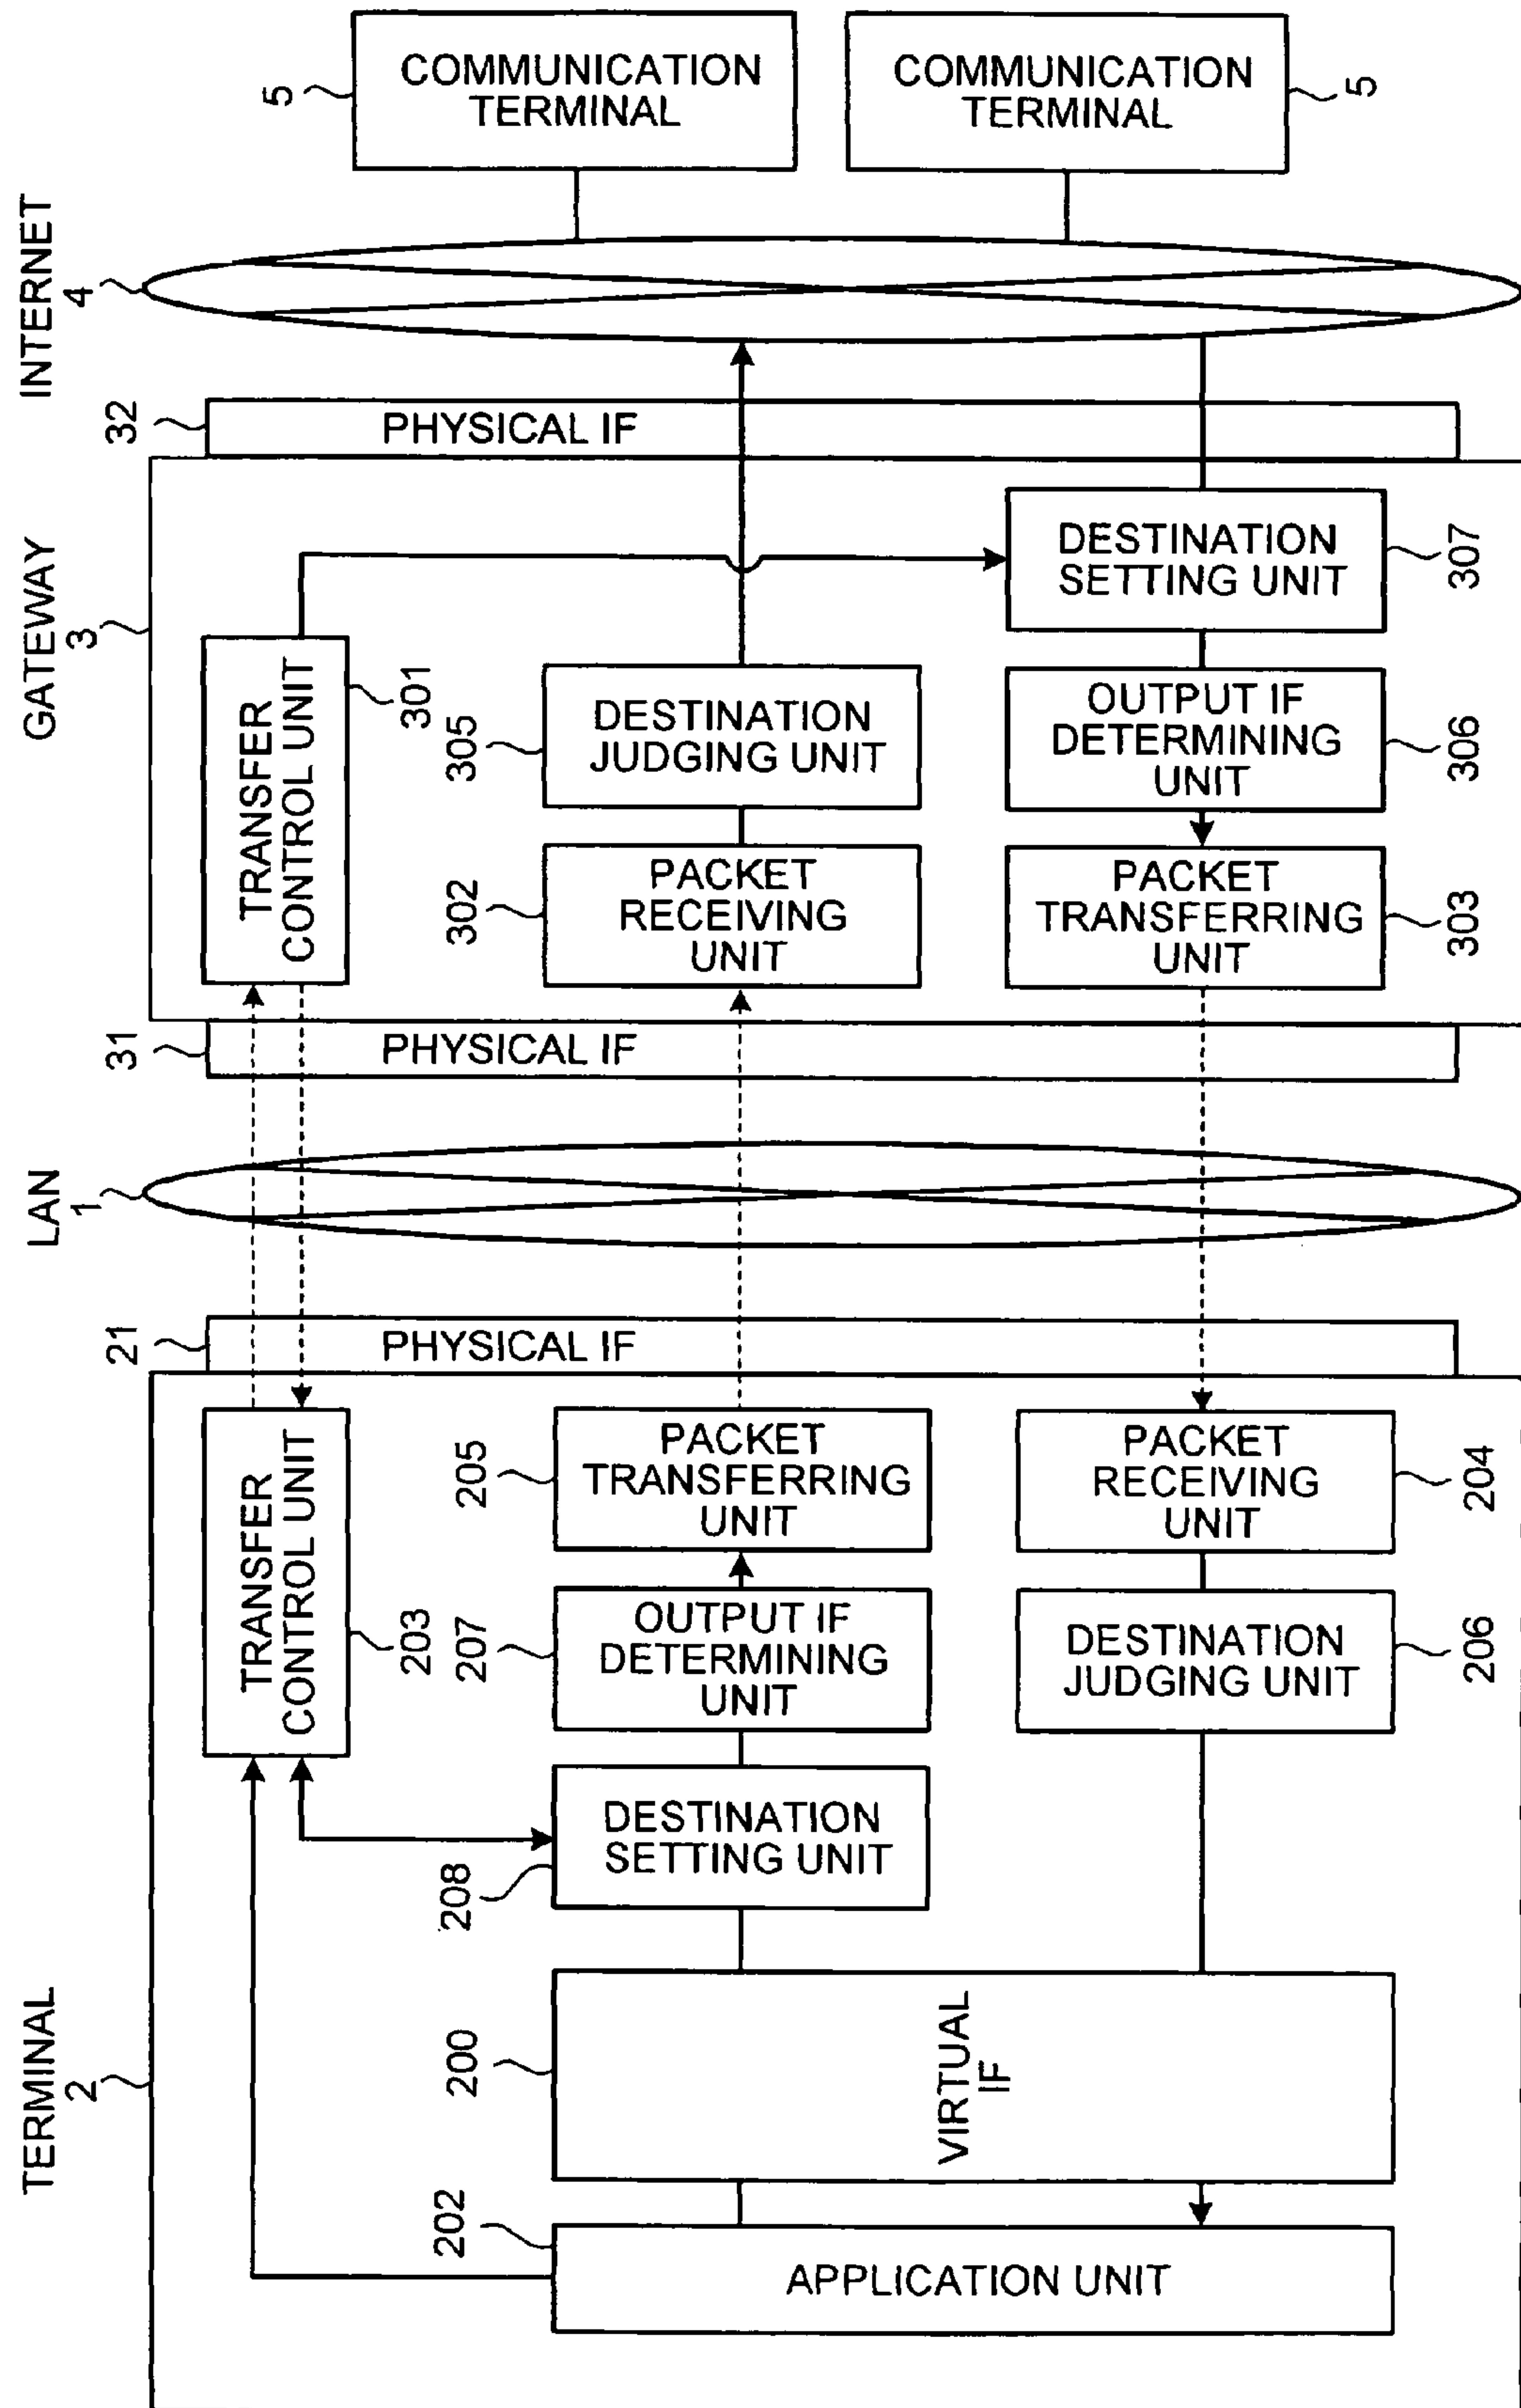 INTERNET
4
5
COMMUNICATION
TERMINAL
COMMUNICATION
TERMINAL
5
GATEWAY
3
32
PHYSICAL IF
TRANSFER
CONTROL UNIT
301
305
DESTINATION
JUDGING UNIT
302
PACKET
RECEIVING
UNIT
DESTINATION
SETTING UNIT
307
OUTPUT IF
DETERMINING
UNIT
306
PACKET
TRANSFERRING
UNIT
303
31
PHYSICAL IF
LAN
1
TERMINAL
2
21
PHYSICAL IF
TRANSFER
CONTROL UNIT
203
205
PACKET
TRANSFERRING
UNIT
207
OUTPUT IF
DETERMINING
UNIT
208
DESTINATION
SETTING UNIT
PACKET
RECEIVING
UNIT
204
DESTINATION
JUDGING UNIT
206
200
VIRTUAL
IF
202
APPLICATION UNIT